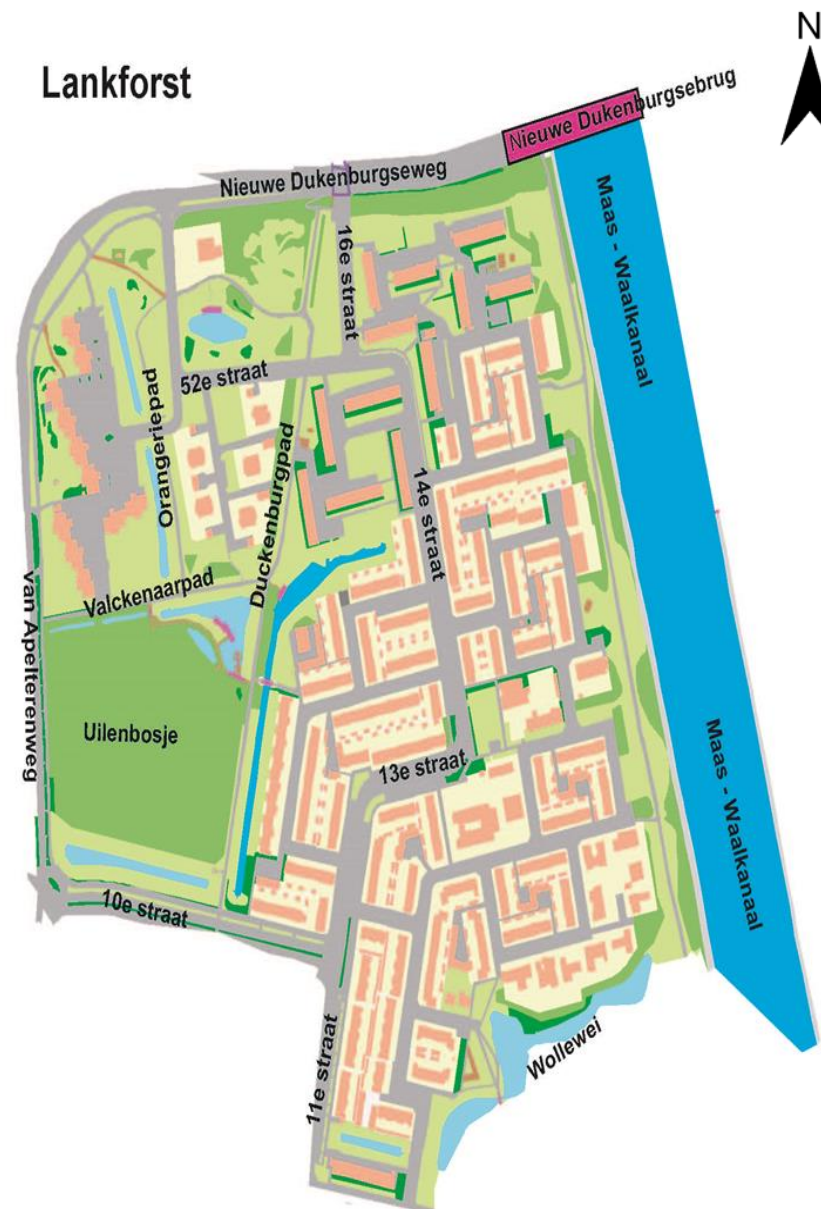 N
Lankforst
Nieuwe Dukenburgsebrug
Nieuwe Dukenburgseweg
Maas - Waalkanaal
16e straat
52e straat
Orangeriepad
Duckenburgpad
14e straat
Valckenaarpad
van Apelterenweg
Uilenbosje
13e straat
Maas - Waalkanaal
10e straat
11e straat
Wollewei